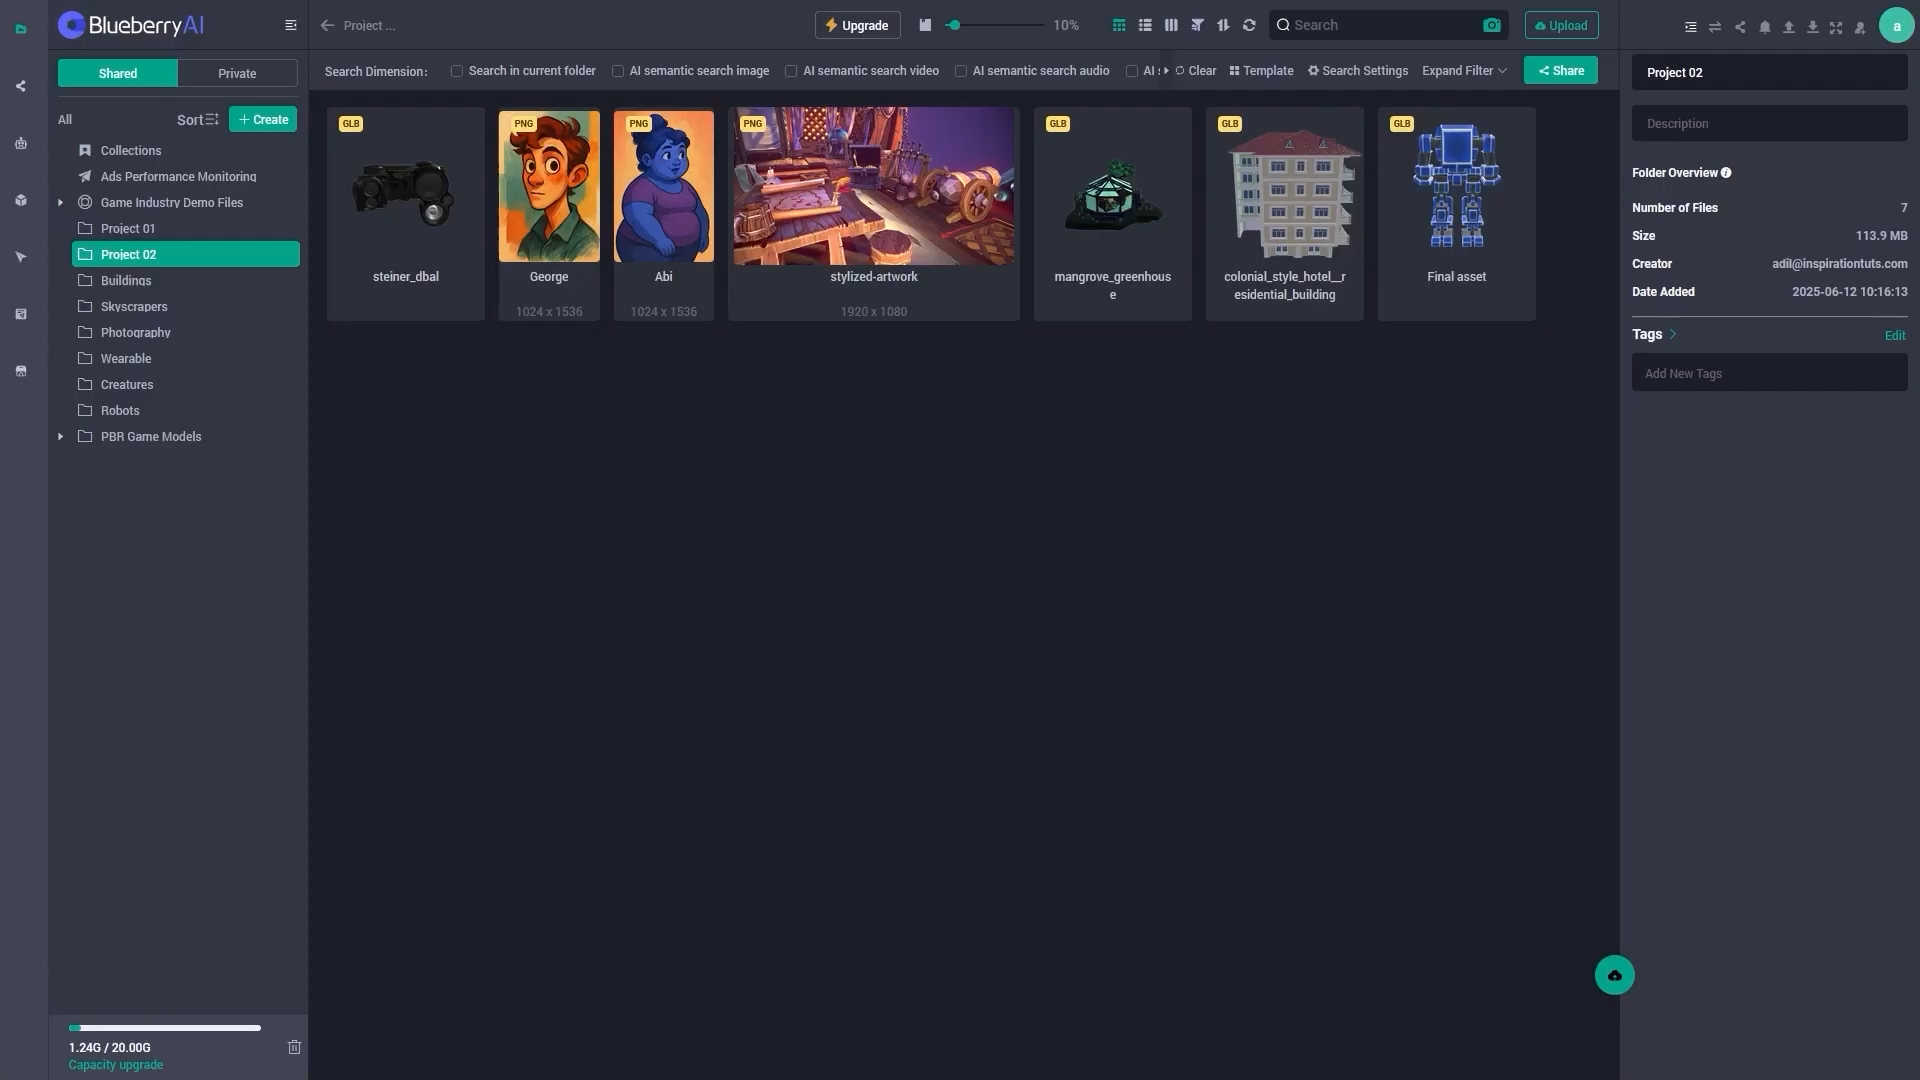 BlueberryAI
Project ...
Upgrade
10%
Search
Upload
a
Shared
Private
Search Dimension:
Search in current folder
AI semantic search image
AI semantic search video
AI semantic search audio
AI s
Clear
Template
Search Settings
Expand Filter
Share
All
Sort
+ Create
Collections
Ads Performance Monitoring
Game Industry Demo Files
Project 01
Project 02
Buildings
Skyscrapers
Photography
Wearable
Creatures
Robots
PBR Game Models
1.24G / 20.00G
Capacity upgrade
GLB
steiner_dbal
PNG
George
1024 x 1536
PNG
Abi
1024 x 1536
PNG
stylized-artwork
1920 x 1080
GLB
mangrove_greenhous
e
GLB
colonial_style_hotel__r
esidential_building
GLB
Final asset
Project 02
Description
Folder Overview
Number of Files 7
Size 113.9 MB
Creator adil@inspirationtuts.com
Date Added 2025-06-12 10:16:13
Tags
Edit
Add New Tags